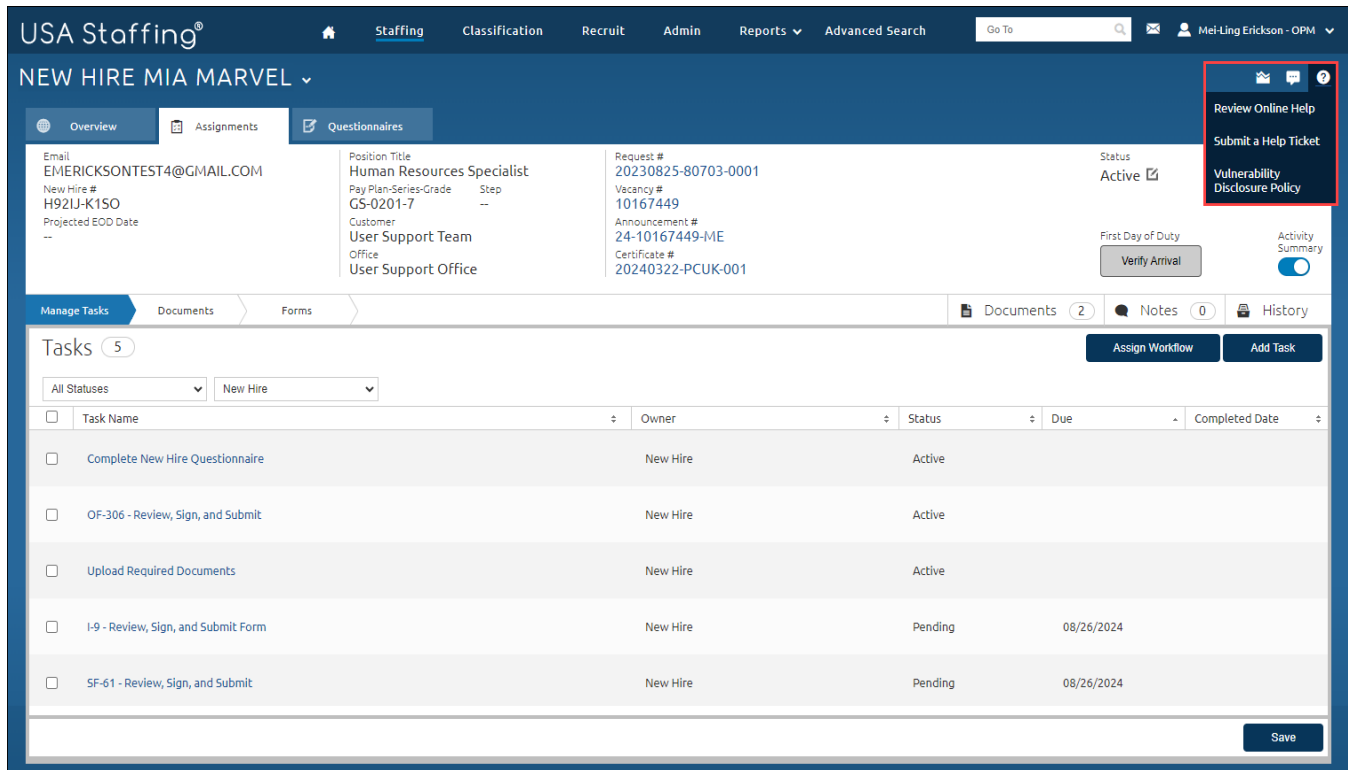 USA Staffing®
Staffing
Classification
Recruit
Admin
Reports
Advanced Search
Go To
Mei-Ling Erickson - OPM
NEW HIRE MIA MARVEL
?
Review Online Help
Submit a Help Ticket
Vulnerability
Disclosure Policy
Overview
Assignments
Questionnaires
Email
EMERICKSONTEST4@GMAIL.COM
New Hire #
H92IJ-K1SO
Projected EOD Date
--
Position Title
Human Resources Specialist
Pay Plan-Series-Grade Step
GS-0201-7 --
Customer
User Support Team
Office
User Support Office
Request #
20230825-80703-0001
Vacancy #
10167449
Announcement #
24-10167449-ME
Certificate #
20240322-PCUK-001
Status
Active
First Day of Duty
Verify Arrival
Activity
Summary
Manage Tasks
Documents
Forms
Documents 2
Notes 0
History
Tasks 5
Assign Workflow
Add Task
All Statuses
New Hire
Task Name Owner Status Due Completed Date
Complete New Hire Questionnaire New Hire Active
OF-306 - Review, Sign, and Submit New Hire Active
Upload Required Documents New Hire Active
I-9 - Review, Sign, and Submit Form New Hire Pending 08/26/2024
SF-61 - Review, Sign, and Submit New Hire Pending 08/26/2024
Save